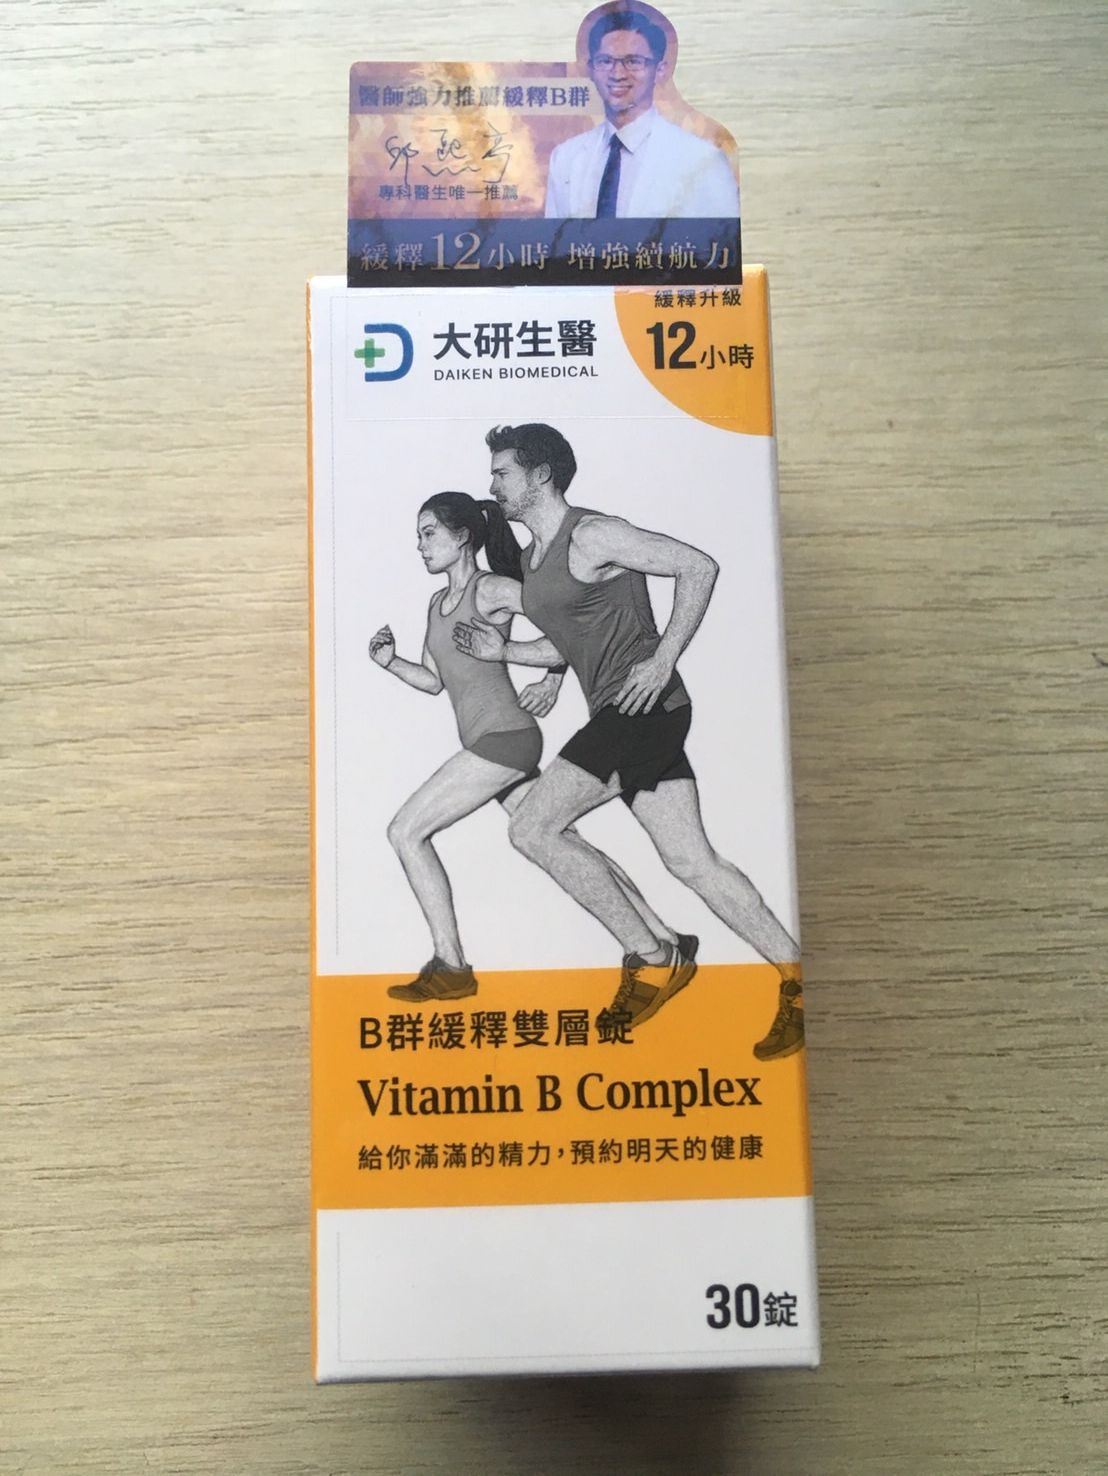 醫師強力推薦緩釋B群
邱熙亭
專科醫生唯一推薦
緩釋12小時 增強續航力
緩釋升級
12小時
大研生醫
DAIKEN BIOMEDICAL
B群緩釋雙層錠
Vitamin B Complex
給你滿滿的精力，預約明天的健康
30錠